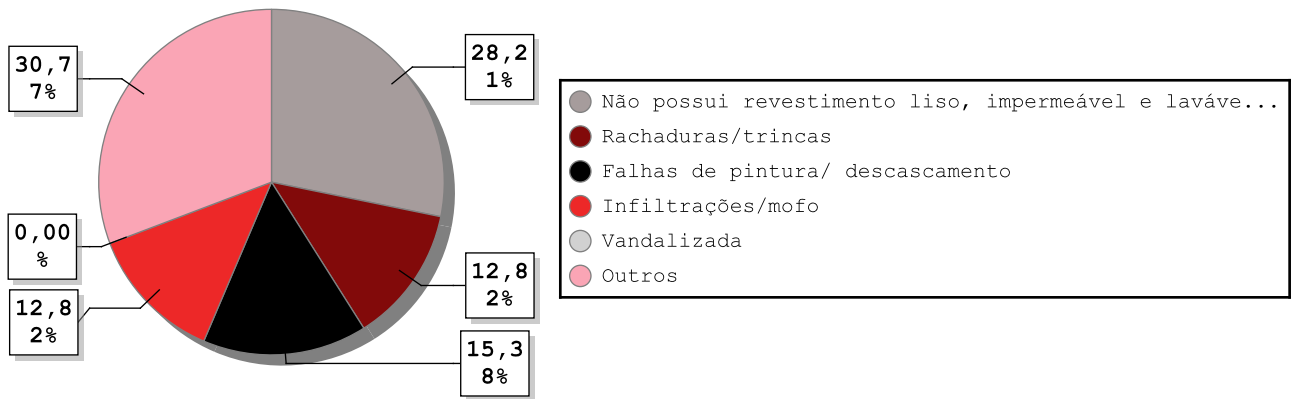 30,7
7%
28,2
1%
0,00
%
12,8
2%
12,8
2%
15,3
8%
Não possui revestimento liso, impermeável e laváve...
Rachaduras/trincas
Falhas de pintura/ descascamento
Infiltrações/mofo
Vandalizada
Outros